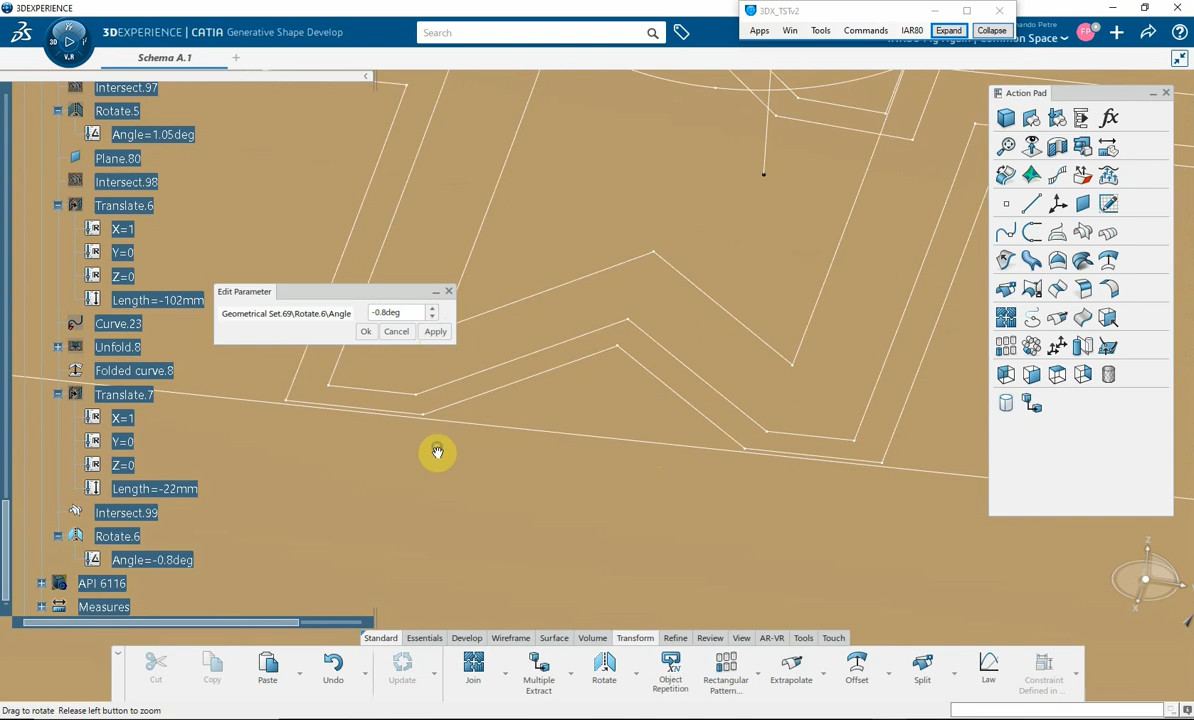 3DEXPERIENCE
3DX_TSTv2
3DEXPERIENCE | CATIA Generative Shape Develop
Search
Apps Win Tools Commands IAR80 Expand Collapse
3D V.R
FP
Schema A.1 +
Intersect.97
Rotate.5
Angle=1.05deg
Plane.80
Intersect.98
Translate.6
X=1
Y=0
Z=0
Length=-102mm
Curve.23
Unfold.8
Folded curve.8
Translate.7
X=1
Y=0
Z=0
Length=-22mm
Intersect.99
Rotate.6
Angle=-0.8deg
API 6116
Measures
Edit Parameter
Geometrical Set.69\Rotate.6\Angle -0.8deg
Ok Cancel Apply
Action Pad
fx
Z
X
Standard Essentials Develop Wireframe Surface Volume Transform Refine Review View AR-VR Tools Touch
Cut Copy Paste Undo Update Join Multiple Extract Rotate Object Repetition Rectangular Pattern... Extrapolate Offset Split Law Constraint Defined in ...
Drag to rotate Release left button to zoom